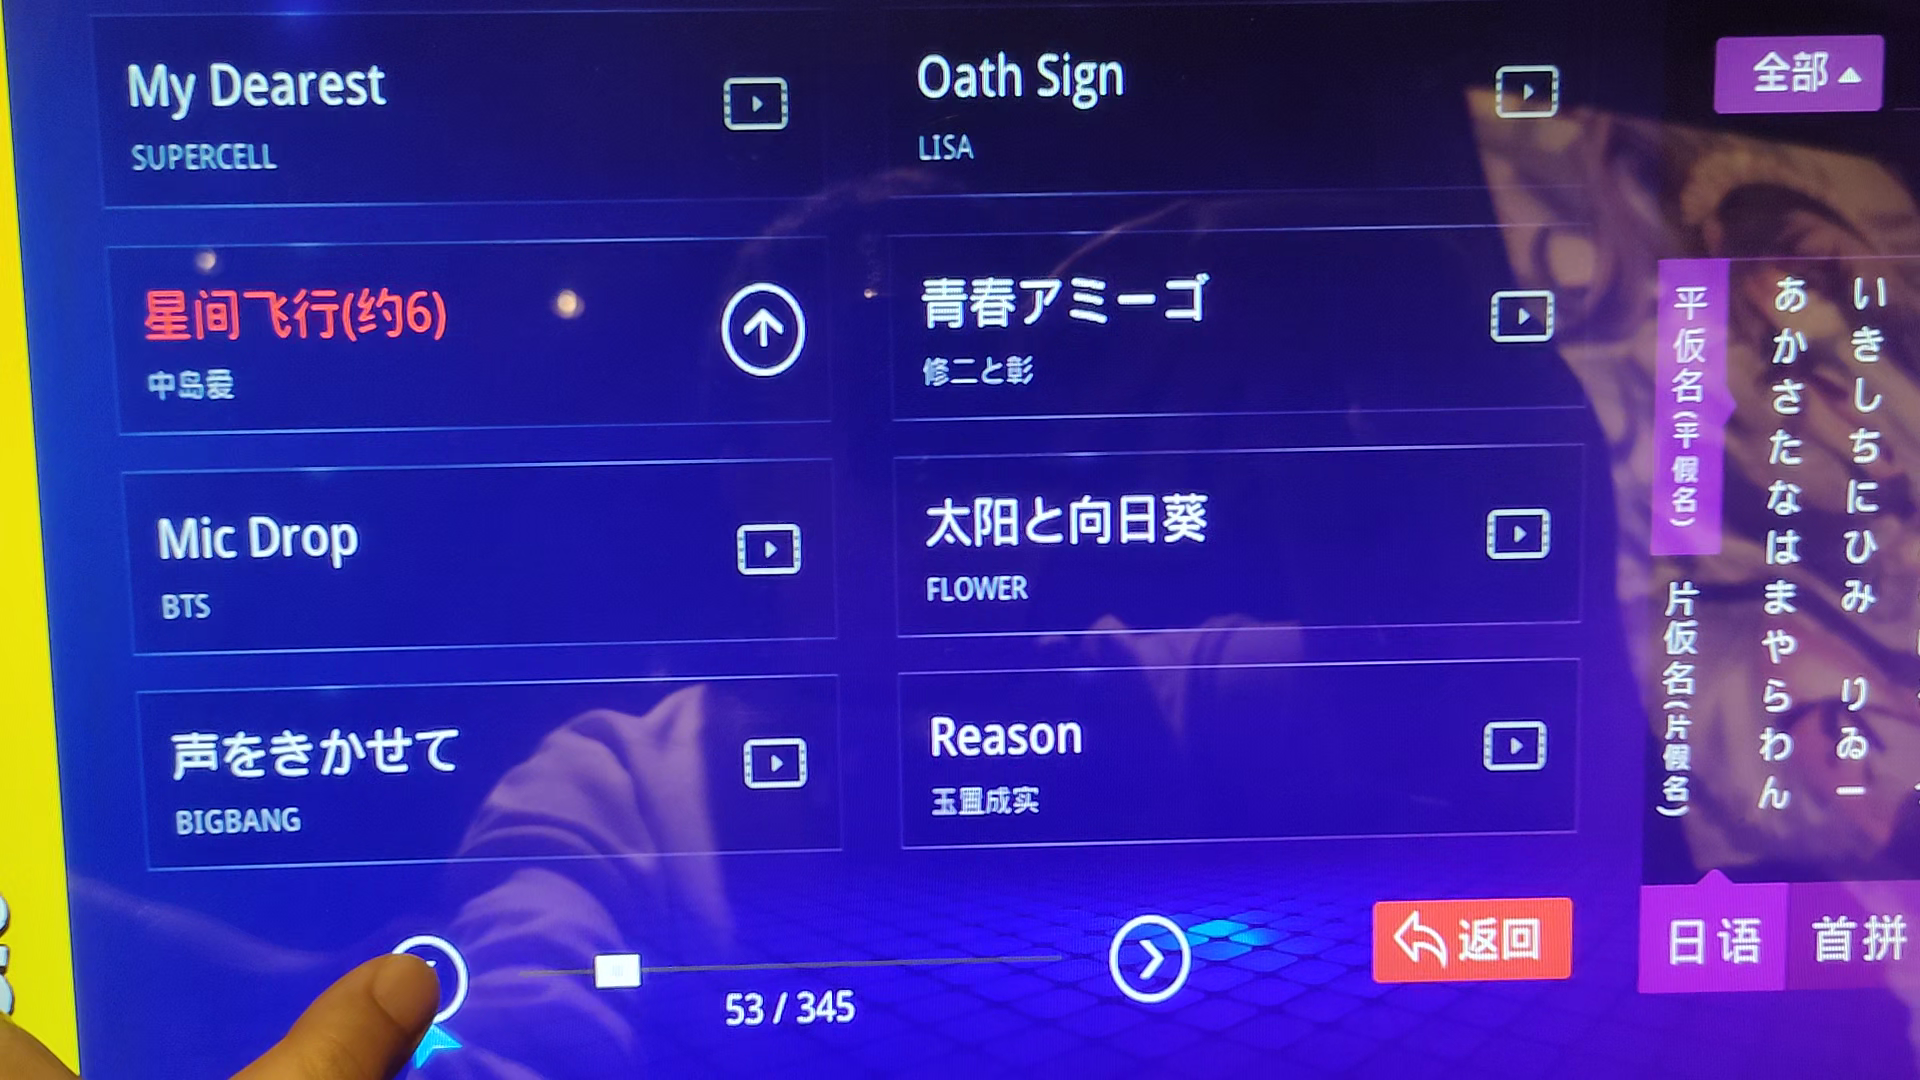 My Dearest
SUPERCELL
Oath Sign
LISA
星间飞行(约6)
中岛爱
青春アミーゴ
修二と彰
Mic Drop
BTS
太阳と向日葵
FLOWER
声をきかせて
BIGBANG
Reason
玉置成实
53 / 345
返回
全部
平仮名(平假名)
片仮名(片假名)
あかさたなはまやらわん
いきしちにひみ りゐー
日语
首拼